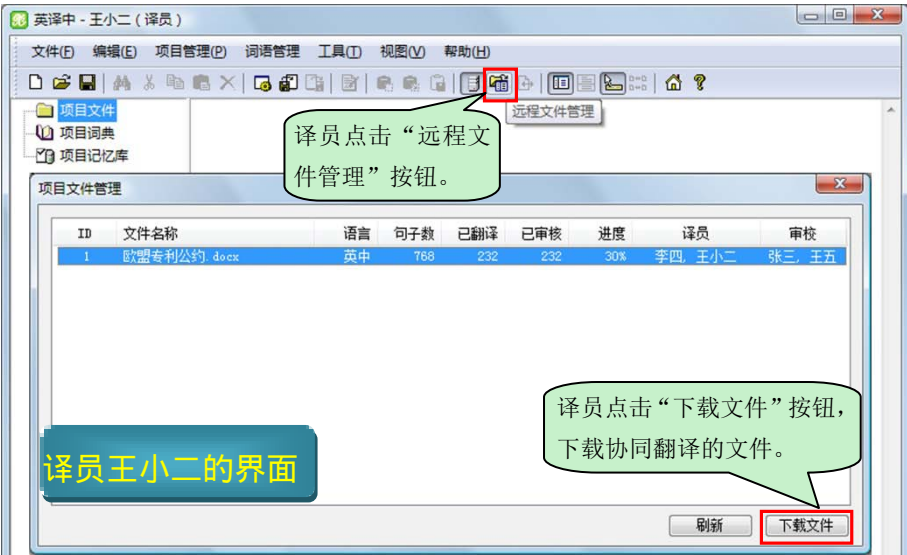 英译中 - 王小二（译员）
文件(F) 编辑(E) 项目管理(P) 词语管理 工具(T) 视图(V) 帮助(H)
项目文件
项目词典
项目记忆库
远程文件管理
译员点击“远程文
件管理”按钮。
项目文件管理
ID 文件名称 语言 句子数 已翻译 已审核 进度 译员 审校
1 欧盟专利公约.docx 英中 768 232 232 30% 李四, 王小二 张三, 王五
译员点击“下载文件”按钮，
下载协同翻译的文件。
译员王小二的界面
刷新 下载文件